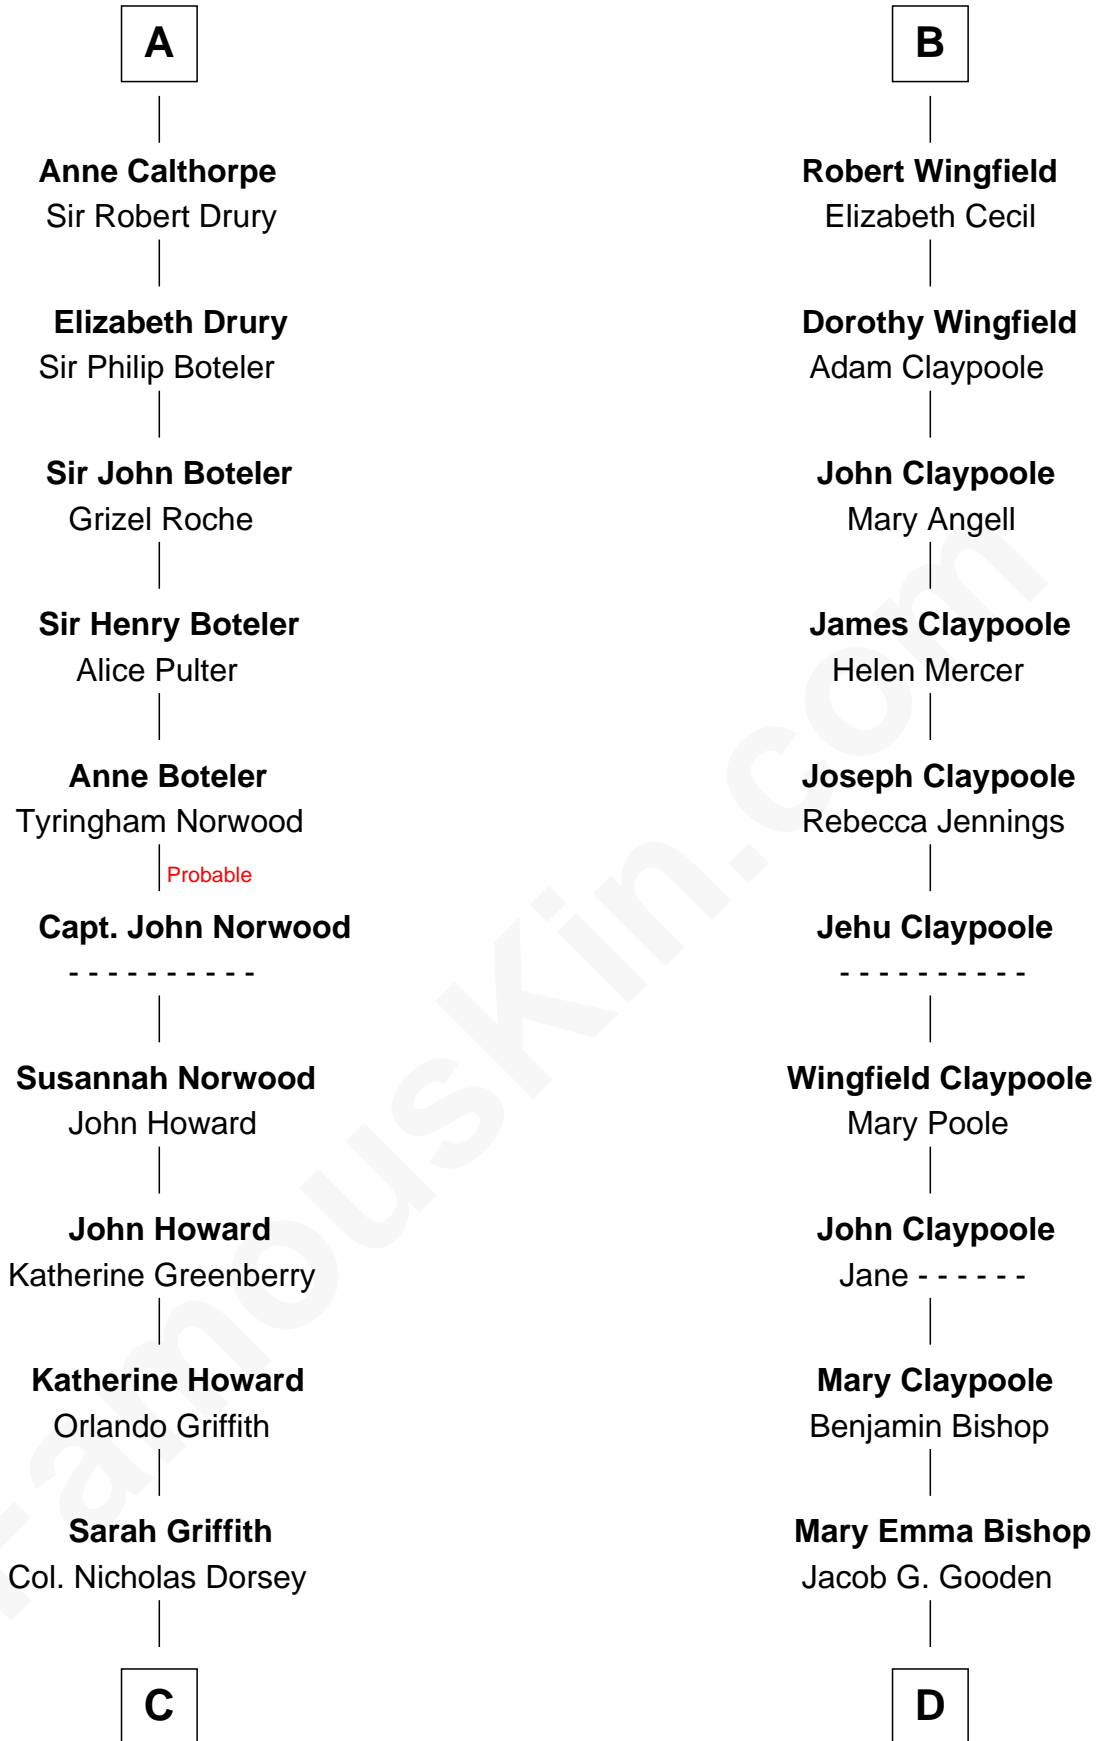 A
Anne Calthorpe
Sir Robert Drury
Elizabeth Drury
Sir Philip Boteler
Sir John Boteler
Grizel Roche
Sir Henry Boteler
Alice Pulter
Anne Boteler
Tyringham Norwood
Probable
Capt. John Norwood
- - - - - - - - - -
Susannah Norwood
John Howard
John Howard
Katherine Greenberry
Katherine Howard
Orlando Griffith
Sarah Griffith
Col. Nicholas Dorsey
C
B
Robert Wingfield
Elizabeth Cecil
Dorothy Wingfield
Adam Claypoole
John Claypoole
Mary Angell
James Claypoole
Helen Mercer
Joseph Claypoole
Rebecca Jennings
Jehu Claypoole
- - - - - - - - - -
Wingfield Claypoole
Mary Poole
John Claypoole
Jane - - - - - -
Mary Claypoole
Benjamin Bishop
Mary Emma Bishop
Jacob G. Gooden
D
FamousKin.com